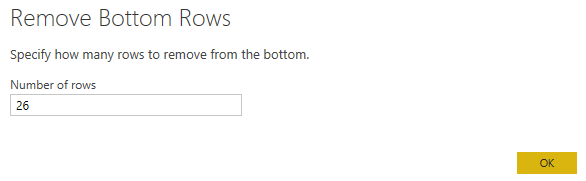 Remove Bottom Rows
Specify how many rows to remove from the bottom.
Number of rows
26
OK